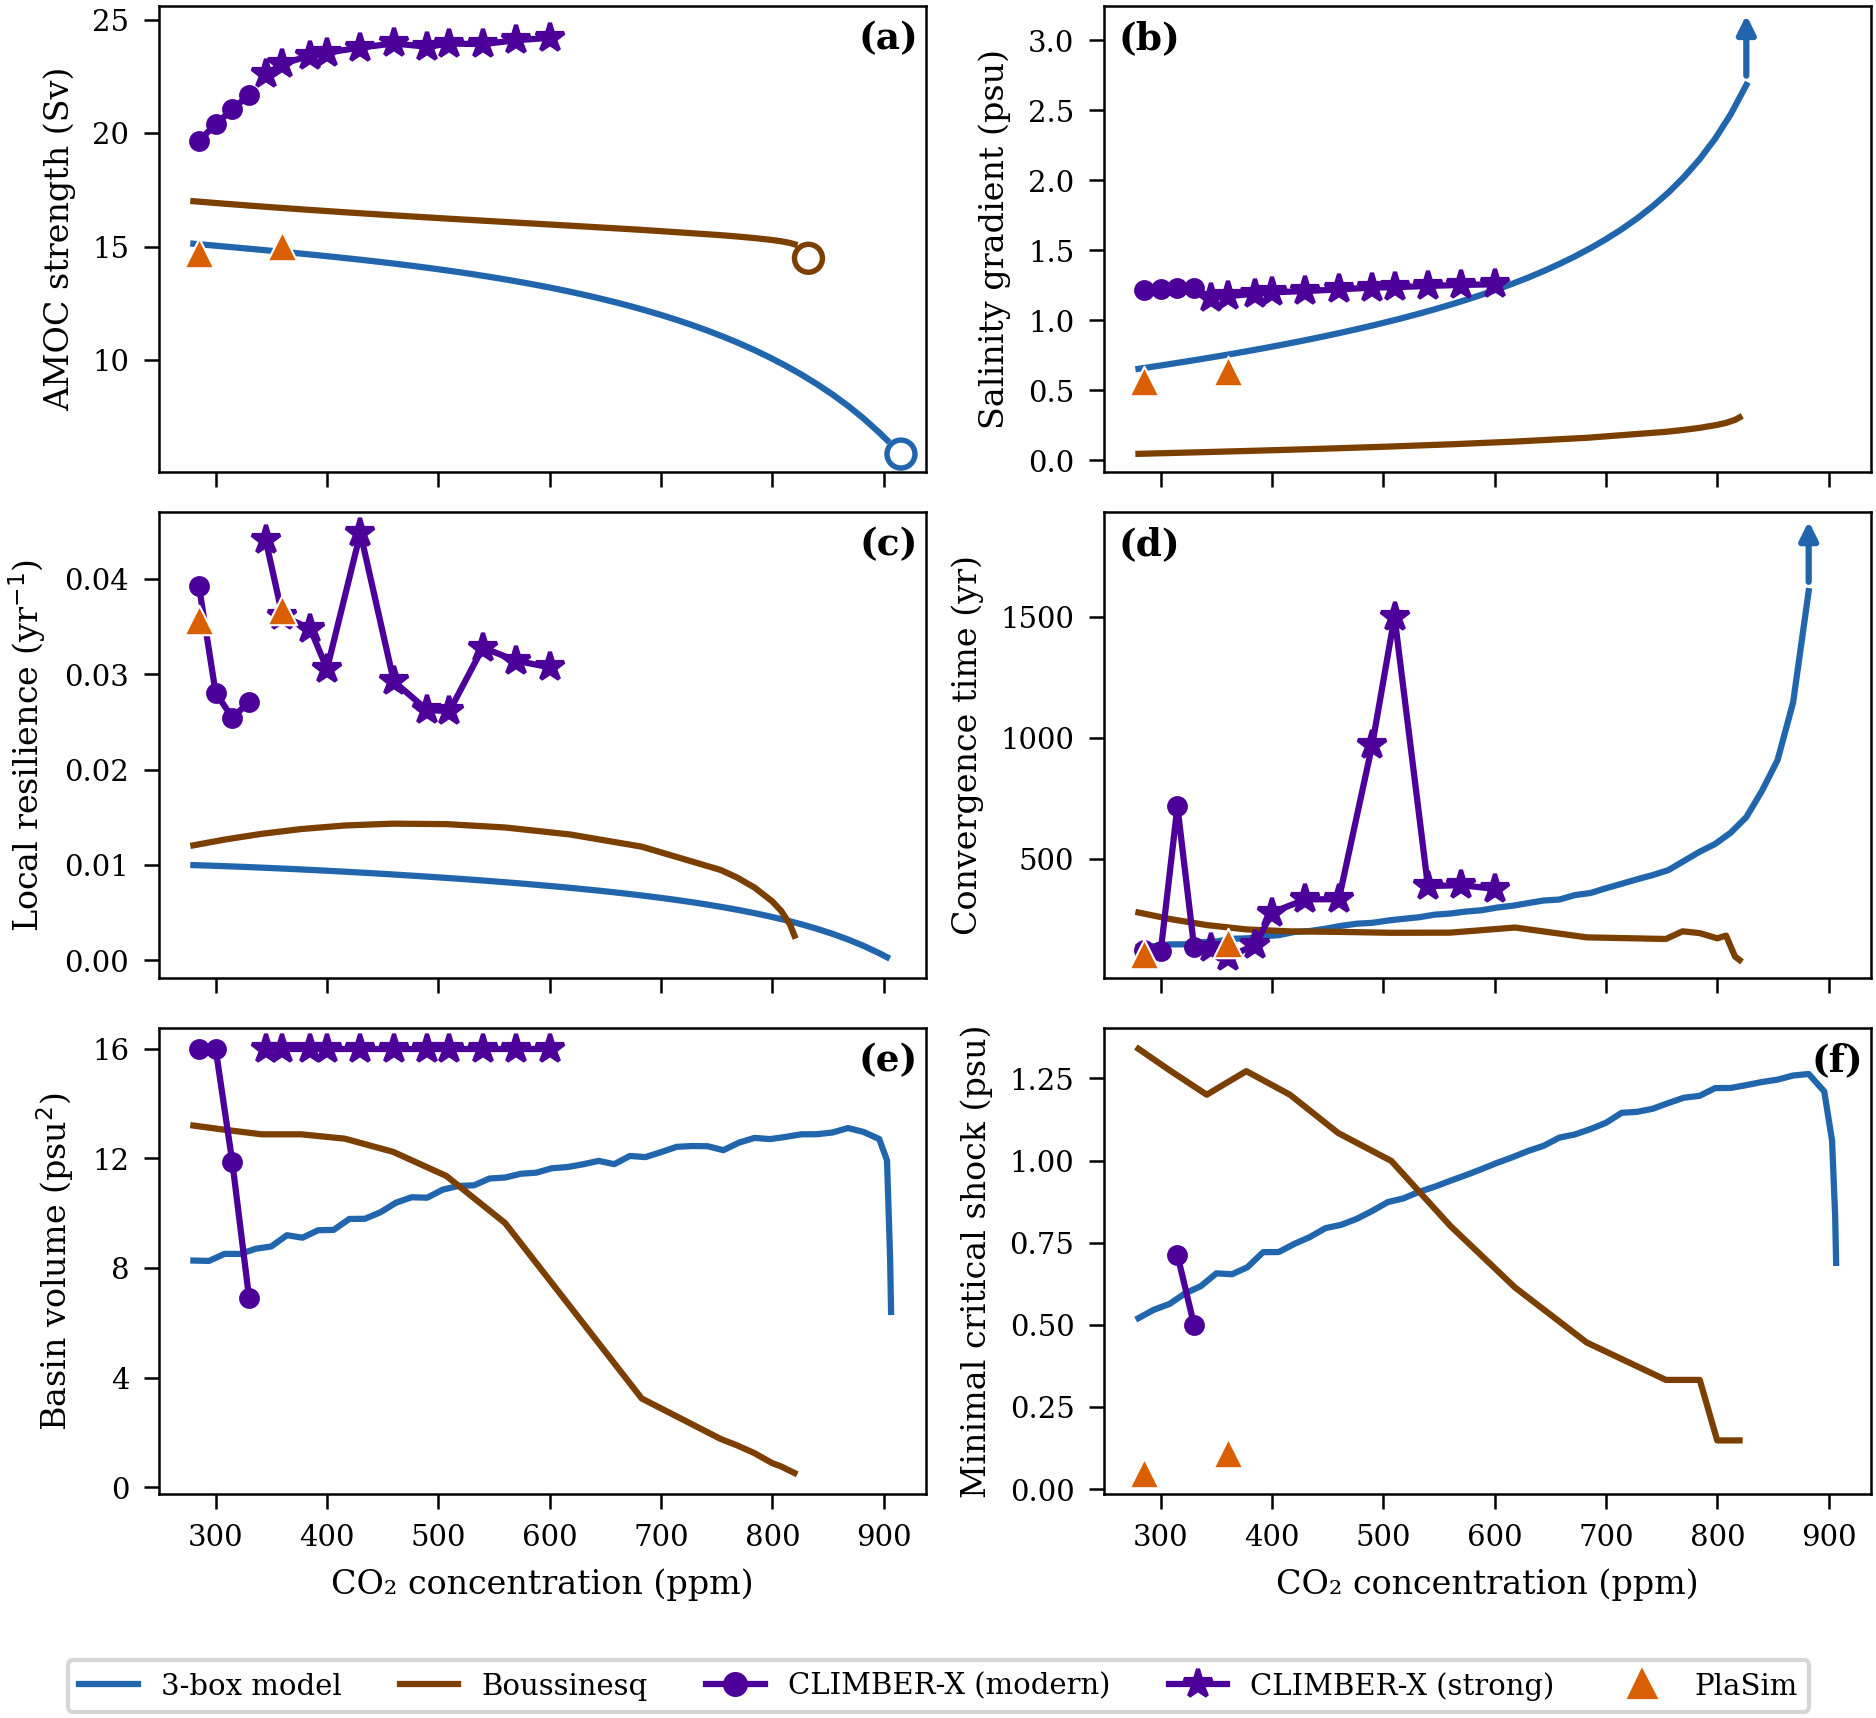 (a)
AMOC strength (Sv)
25
20
15
10
(b)
Salinity gradient (psu)
3.0
2.5
2.0
1.5
1.0
0.5
0.0
(c)
Local resilience (yr⁻¹)
0.04
0.03
0.02
0.01
0.00
(d)
Convergence time (yr)
1500
1000
500
(e)
Basin volume (psu²)
16
12
8
4
0
300 400 500 600 700 800 900
CO₂ concentration (ppm)
(f)
Minimal critical shock (psu)
1.25
1.00
0.75
0.50
0.25
0.00
300 400 500 600 700 800 900
CO₂ concentration (ppm)
3-box model Boussinesq CLIMBER-X (modern) CLIMBER-X (strong) PlaSim